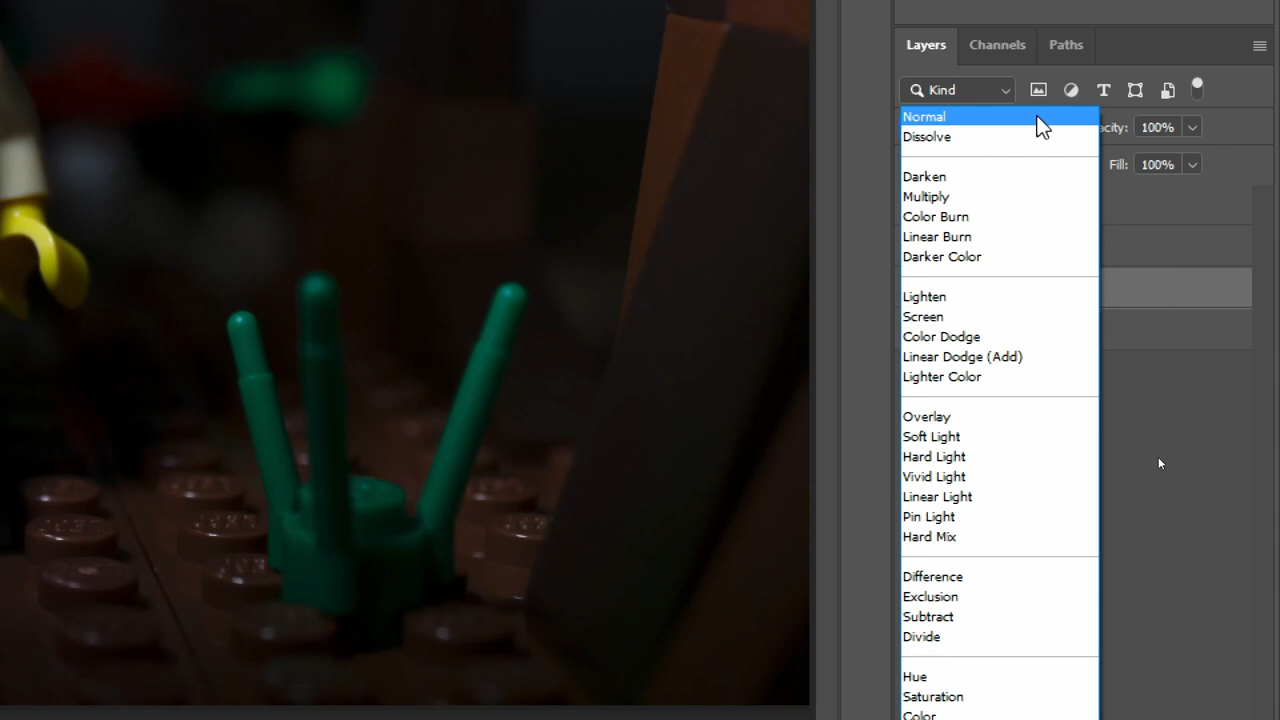 Layers Channels Paths
Kind
Normal
acity: 100%
Dissolve
Fill: 100%
Darken
Multiply
Color Burn
Linear Burn
Darker Color
Lighten
Screen
Color Dodge
Linear Dodge (Add)
Lighter Color
Overlay
Soft Light
Hard Light
Vivid Light
Linear Light
Pin Light
Hard Mix
Difference
Exclusion
Subtract
Divide
Hue
Saturation
Color